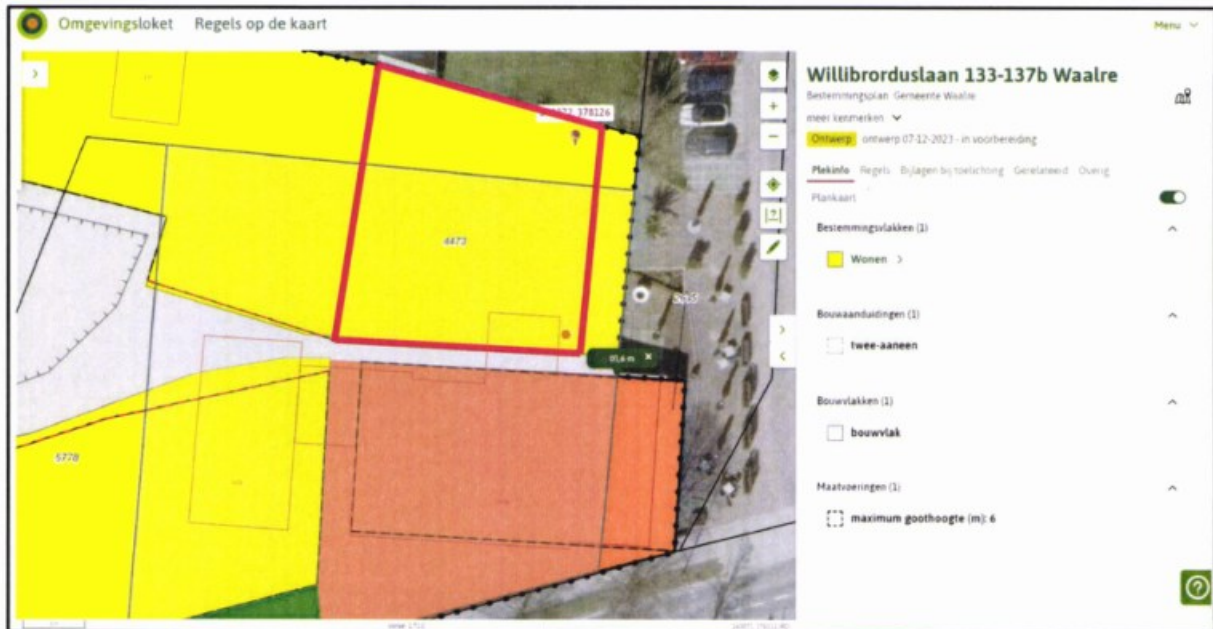 Omgevingsloket Regels op de kaart
Menu
Willibrorduslaan 133-137b Waalre
Bestemmingsplan Gemeente Waalre
meer kenmerken
Ontwerp ontwerp 07-12-2023 - in voorbereiding
Plekinfo Regels Bijlagen bij toelichting Gerelateerd Overig
Plankaart
Bestemmingsvlakken (1)
Wonen
Bouwaanduidingen (1)
twee-aaneen
Bouwvlakken (1)
bouwvlak
Maatvoeringen (1)
maximum goothoogte (m): 6
378126
4473
5778